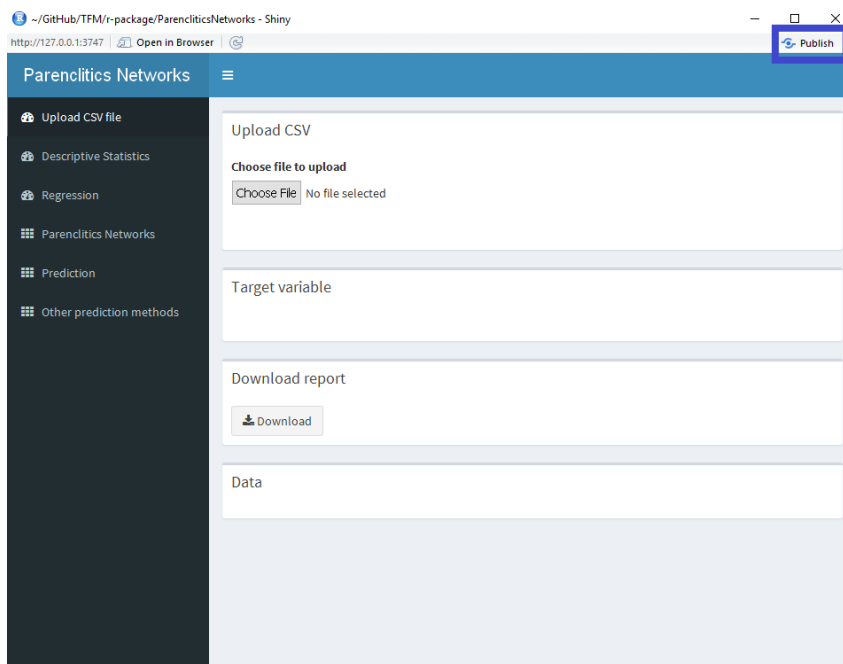 ~/GitHub/TFM/r-package/ParencliticsNetworks - Shiny
http://127.0.0.1:3747 Open in Browser Publish
Parenclitics Networks
Upload CSV file
Descriptive Statistics
Regression
Parenclitics Networks
Prediction
Other prediction methods
Upload CSV
Choose file to upload
Choose File No file selected
Target variable
Download report
Download
Data